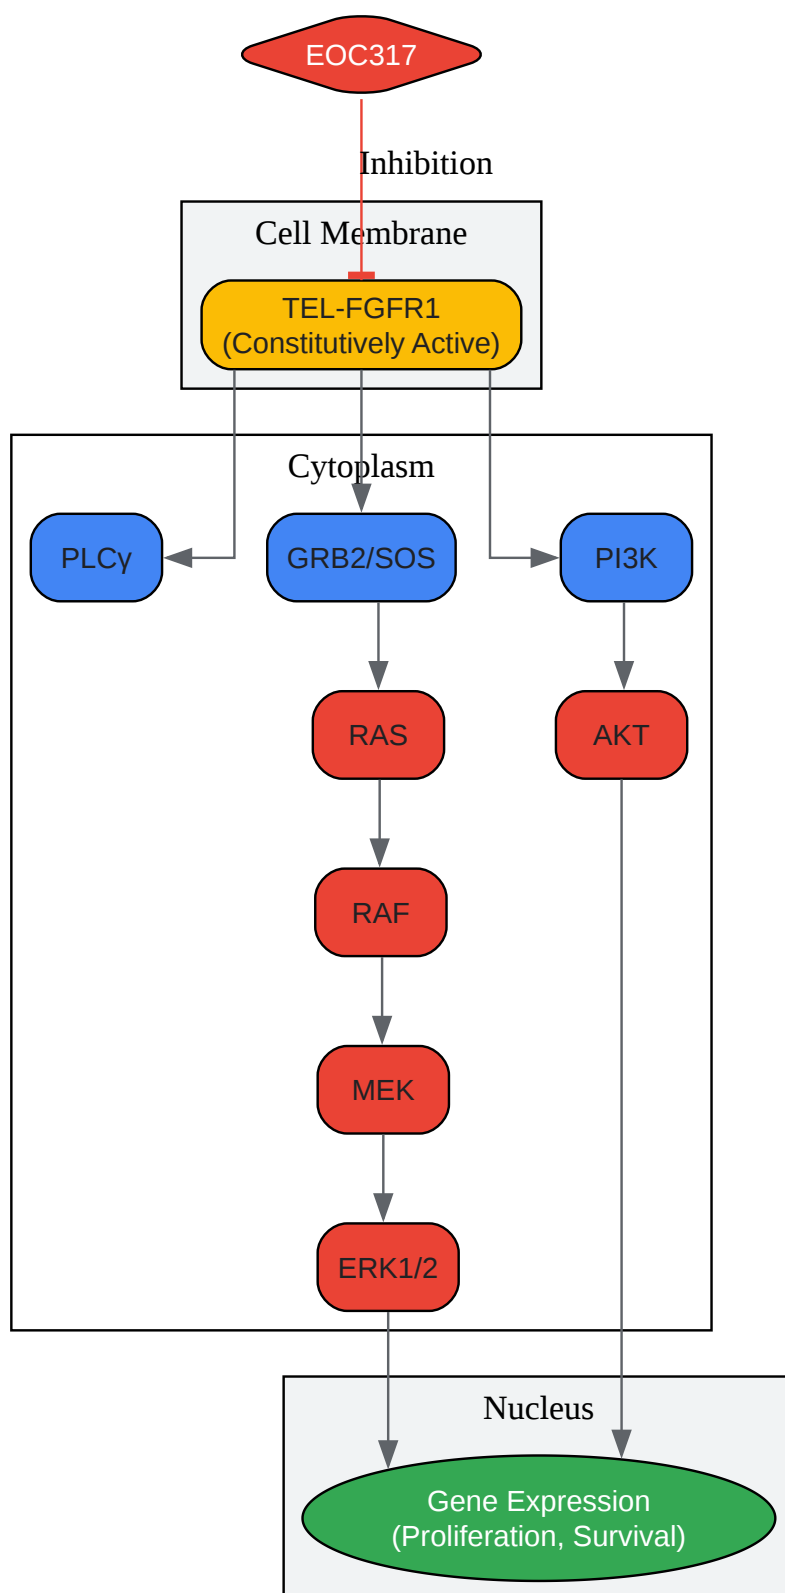 EOC317
Inhibition
Cell Membrane
TEL-FGFR1
(Constitutively Active)
Cytoplasm
PLCγ
GRB2/SOS
PI3K
RAS
AKT
RAF
MEK
ERK1/2
Nucleus
Gene Expression
(Proliferation, Survival)